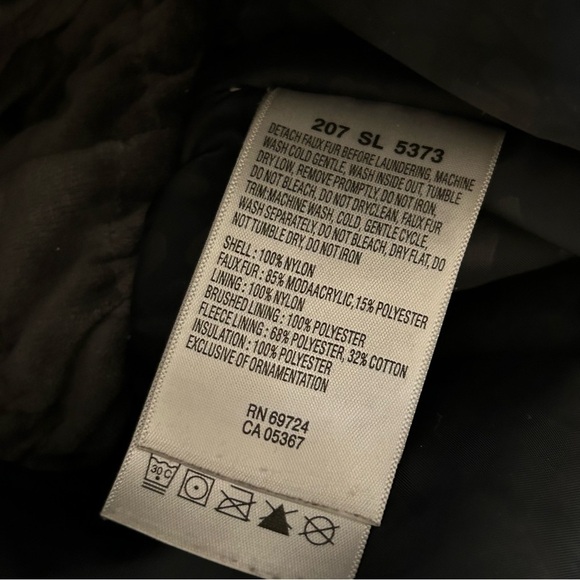 207 SL 5373
DETACH FAUX FUR BEFORE LAUNDERING, MACHINE
WASH COLD GENTLE, WASH INSIDE OUT, TUMBLE
DRY LOW, REMOVE PROMPTLY, DO NOT IRON,
DO NOT BLEACH, DO NOT DRYCLEAN, FAUX FUR
TRIM-MACHINE WASH, COLD, GENTLE CYCLE,
WASH SEPARATELY, DO NOT BLEACH, DRY FLAT, DO
NOT TUMBLE DRY, DO NOT IRON
SHELL : 100% NYLON
FAUX FUR : 85% MODAACRYLIC, 15% POLYESTER
LINING : 100% NYLON
BRUSHED LINING : 100% POLYESTER
FLEECE LINING : 68% POLYESTER, 32% COTTON
INSULATION : 100% POLYESTER
EXCLUSIVE OF ORNAMENTATION
RN 69724
CA 05367
30 C